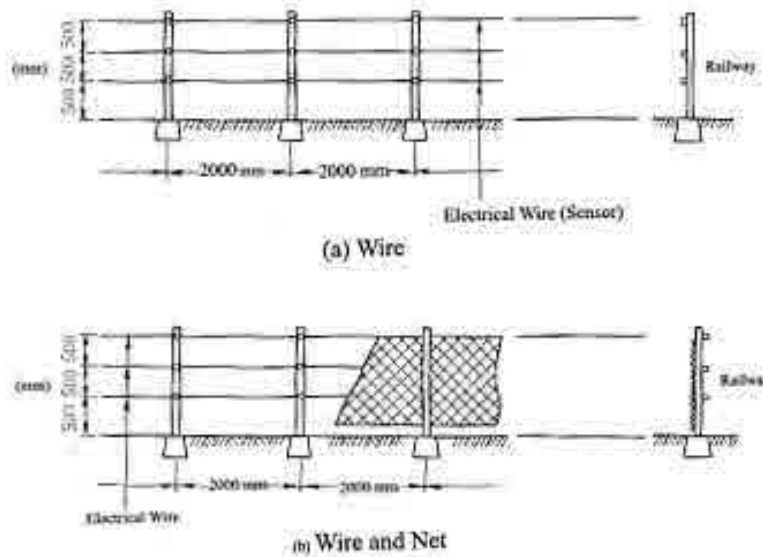 (mm)
500
500
500
2000 mm
2000 mm
Railway
Electrical Wire (Sensor)
(a) Wire
(mm)
500
500
500
2000 mm
2000 mm
Railwa
Electrical Wire
(b) Wire and Net